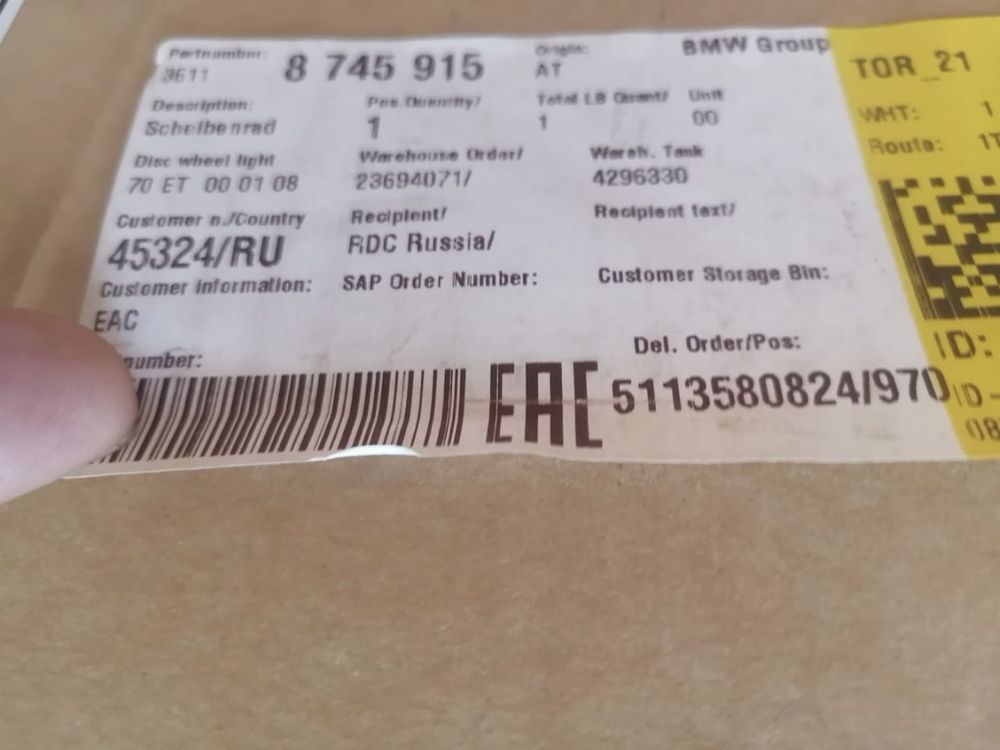 Partnumber:
3611 8 745 915
Origin:
AT
BMW Group
Description:
Scheibenrad
Pos.Quantity/
1
Total LB Quant/
1
Unit
00
Disc wheel light
70 ET 00 01 08
Warehouse Order/
23694071/
Wareh. Task
4296330
Customer n./Country
45324/RU
Recipient/
RDC Russia/
Recipient text/
Customer information:
EAC
SAP Order Number:
Customer Storage Bin:
number:
EAC
Del. Order/Pos:
5113580824/970
TOR_21
WHT: 1
Route: 1T
ID:
ID-
08